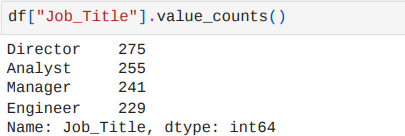 df["Job_Title"].value_counts()
Director    275
Analyst     255
Manager     241
Engineer    229
Name: Job_Title, dtype: int64